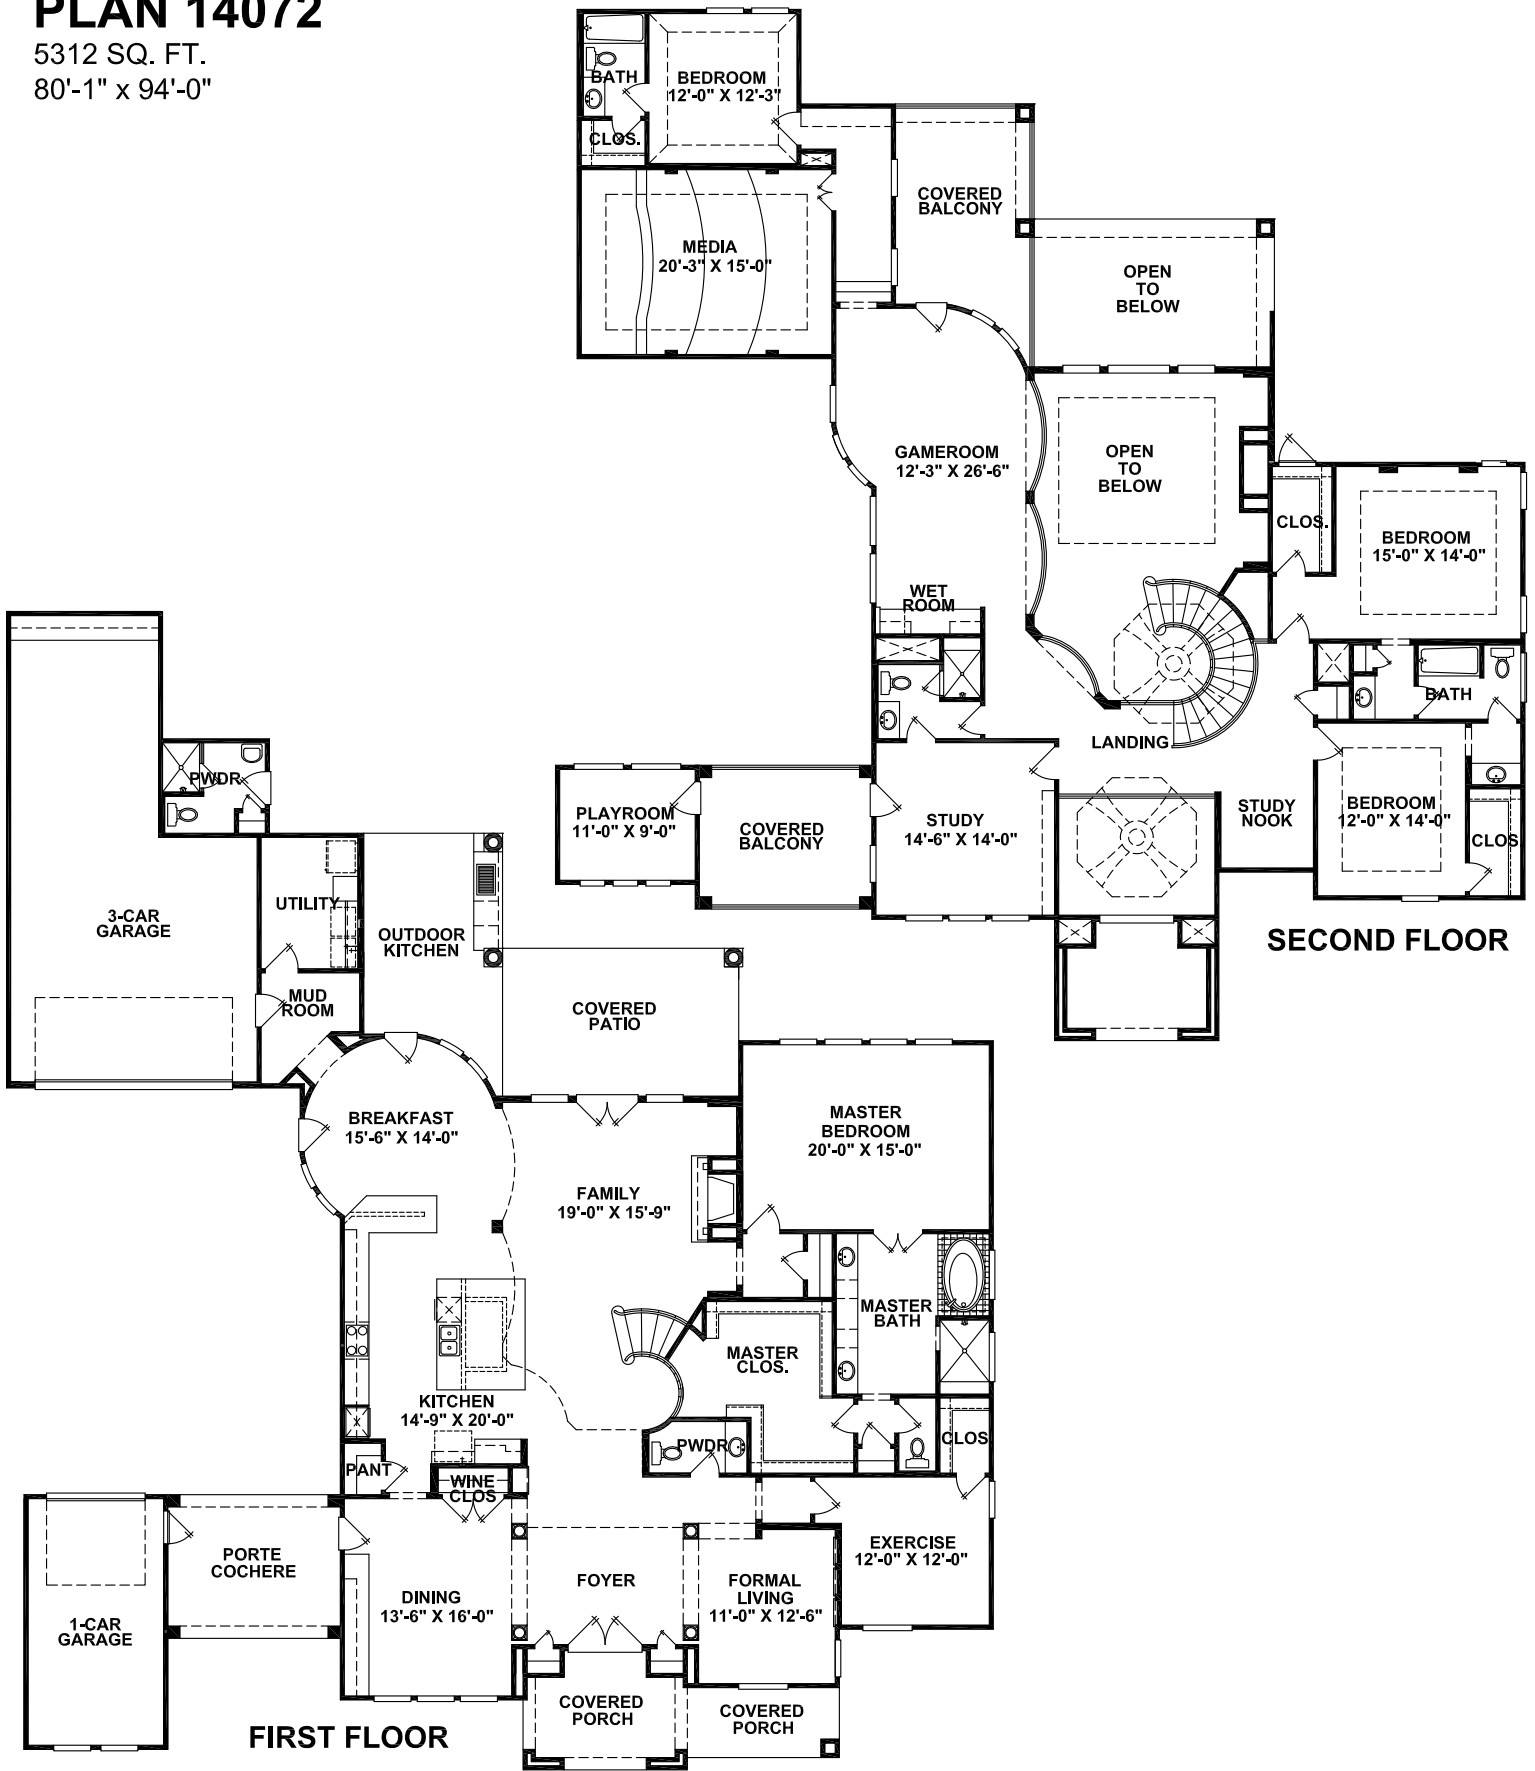 PLAN 14072
5312 SQ. FT.
80'-1" x 94'-0"
BATH
BEDROOM
12'-0" X 12'-3"
CLOS.
COVERED
BALCONY
MEDIA
20'-3" X 15'-0"
OPEN
TO
BELOW
GAMEROOM
12'-3" X 26'-6"
OPEN
TO
BELOW
CLOS.
BEDROOM
15'-0" X 14'-0"
WET
ROOM
BATH
LANDING
PLAYROOM
11'-0" X 9'-0"
COVERED
BALCONY
STUDY
14'-6" X 14'-0"
STUDY
NOOK
BEDROOM
12'-0" X 14'-0"
CLOS
SECOND FLOOR
PWDR
3-CAR
GARAGE
UTILITY
OUTDOOR
KITCHEN
MUD
ROOM
COVERED
PATIO
BREAKFAST
15'-6" X 14'-0"
MASTER
BEDROOM
20'-0" X 15'-0"
FAMILY
19'-0" X 15'-9"
MASTER
BATH
MASTER
CLOS.
KITCHEN
14'-9" X 20'-0"
PWDR
CLOS
PANT
WINE
CLOS
PORTE
COCHERE
EXERCISE
12'-0" X 12'-0"
DINING
13'-6" X 16'-0"
FOYER
FORMAL
LIVING
11'-0" X 12'-6"
1-CAR
GARAGE
COVERED
PORCH
COVERED
PORCH
FIRST FLOOR